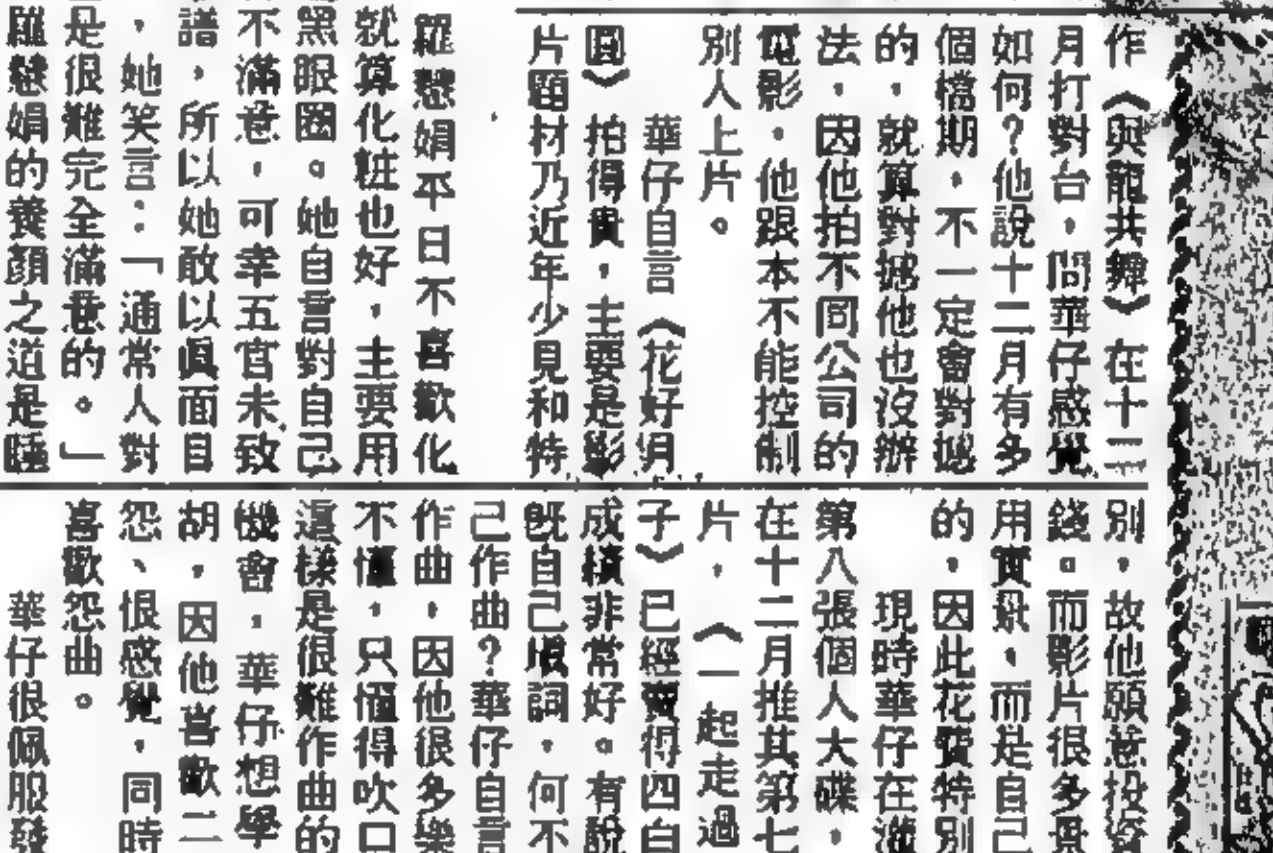 作《與龍共舞》在十二
月打對台,問華仔感覺
如何?他說十二月有多
個檔期,不一定會對撼
的,就算對撼他也沒辦
法,因他拍不同公司的
電影,他跟本不能控制
別人上片。
華仔自言《花好月
圓》拍得貴,主要是影
片題材乃近年少見和特
別,故他願意投資
錢。而影片很多景
用實景,而是自己
的,因此花費特別
現時華仔在灌
第八張個人大碟,
在十二月推其第七
片,《一起走過
子》已經賣得四白
成績非常好。有說
既自己填詞,何不
己作曲?華仔自言
作曲,因他很多樂
不懂,只懂得吹口
這樣是很難作曲的
機會,華仔想學
胡,因他喜歡二
怨、恨感覺,同時
喜歡怨曲。
華仔很佩服發
羅慧娟平日不喜歡化
就算化粧也好,主要用
黑眼圈。她自言對自己
不滿意,可幸五官未致
譜,所以她敢以眞面目
,她笑言:「通常人對
是很難完全滿意的。」
羅慧娟的養顏之道是睡